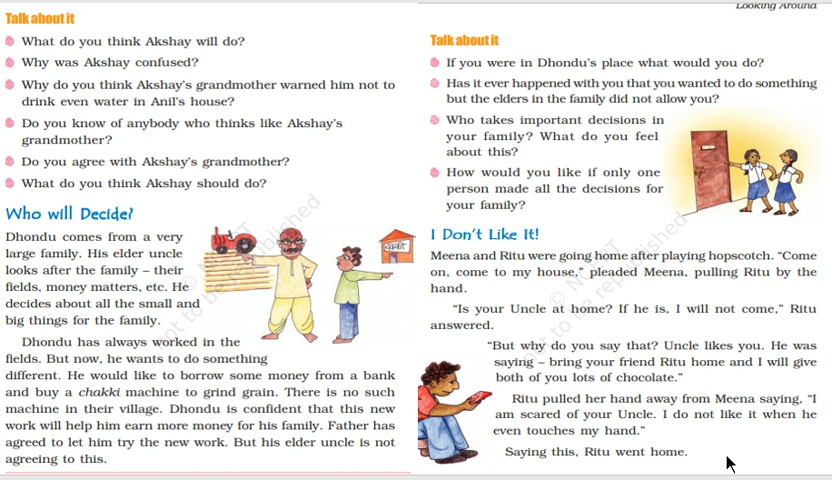 Talk about it
What do you think Akshay will do?
Why was Akshay confused?
Why do you think Akshay's grandmother warned him not to
drink even water in Anil's house?
Do you know of anybody who thinks like Akshay's
grandmother?
Do you agree with Akshay's grandmother?
What do you think Akshay should do?
Who will Decide?
Dhondu comes from a very
large family. His elder uncle
looks after the family – their
fields, money matters, etc. He
decides about all the small and
big things for the family.
चक्की
Dhondu has always worked in the
fields. But now, he wants to do something
different. He would like to borrow some money from a bank
and buy a chakki machine to grind grain. There is no such
machine in their village. Dhondu is confident that this new
work will help him earn more money for his family. Father has
agreed to let him try the new work. But his elder uncle is not
agreeing to this.
Looking Around
Talk about it
If you were in Dhondu's place what would you do?
Has it ever happened with you that you wanted to do something
but the elders in the family did not allow you?
Who takes important decisions in
your family? What do you feel
about this?
How would you like if only one
person made all the decisions for
your family?
I Don't Like It!
Meena and Ritu were going home after playing hopscotch. "Come
on, come to my house," pleaded Meena, pulling Ritu by the
hand.
"Is your Uncle at home? If he is, I will not come," Ritu
answered.
"But why do you say that? Uncle likes you. He was
saying – bring your friend Ritu home and I will give
both of you lots of chocolate."
Ritu pulled her hand away from Meena saying, "I
am scared of your Uncle. I do not like it when he
even touches my hand."
Saying this, Ritu went home.
not to be republished
not to be republished